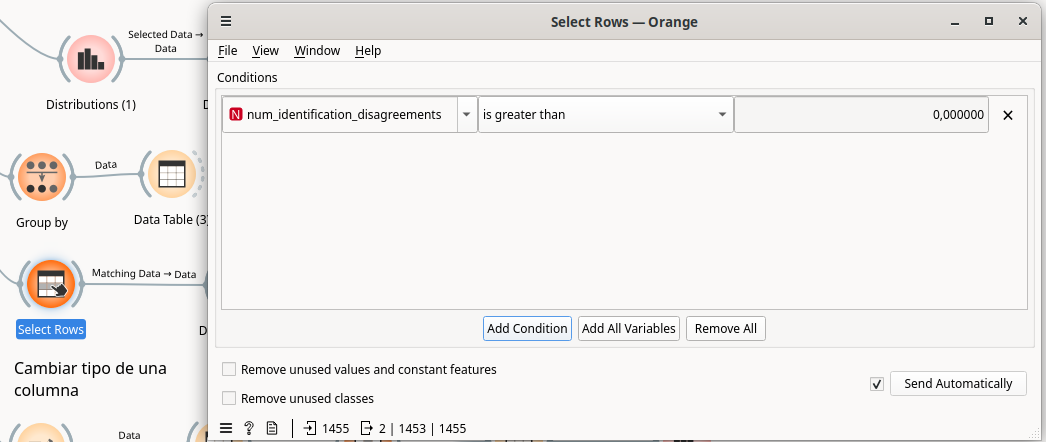 Select Rows — Orange
File View Window Help
Conditions
N num_identification_disagreements is greater than 0,000000
Add Condition Add All Variables Remove All
Remove unused values and constant features
Remove unused classes
Send Automatically
1455 2 | 1453 | 1455
Selected Data → Data
Distributions (1)
D
Data
Group by
Data Table (3)
Matching Data → Data
Select Rows
D
Cambiar tipo de una
columna
Data